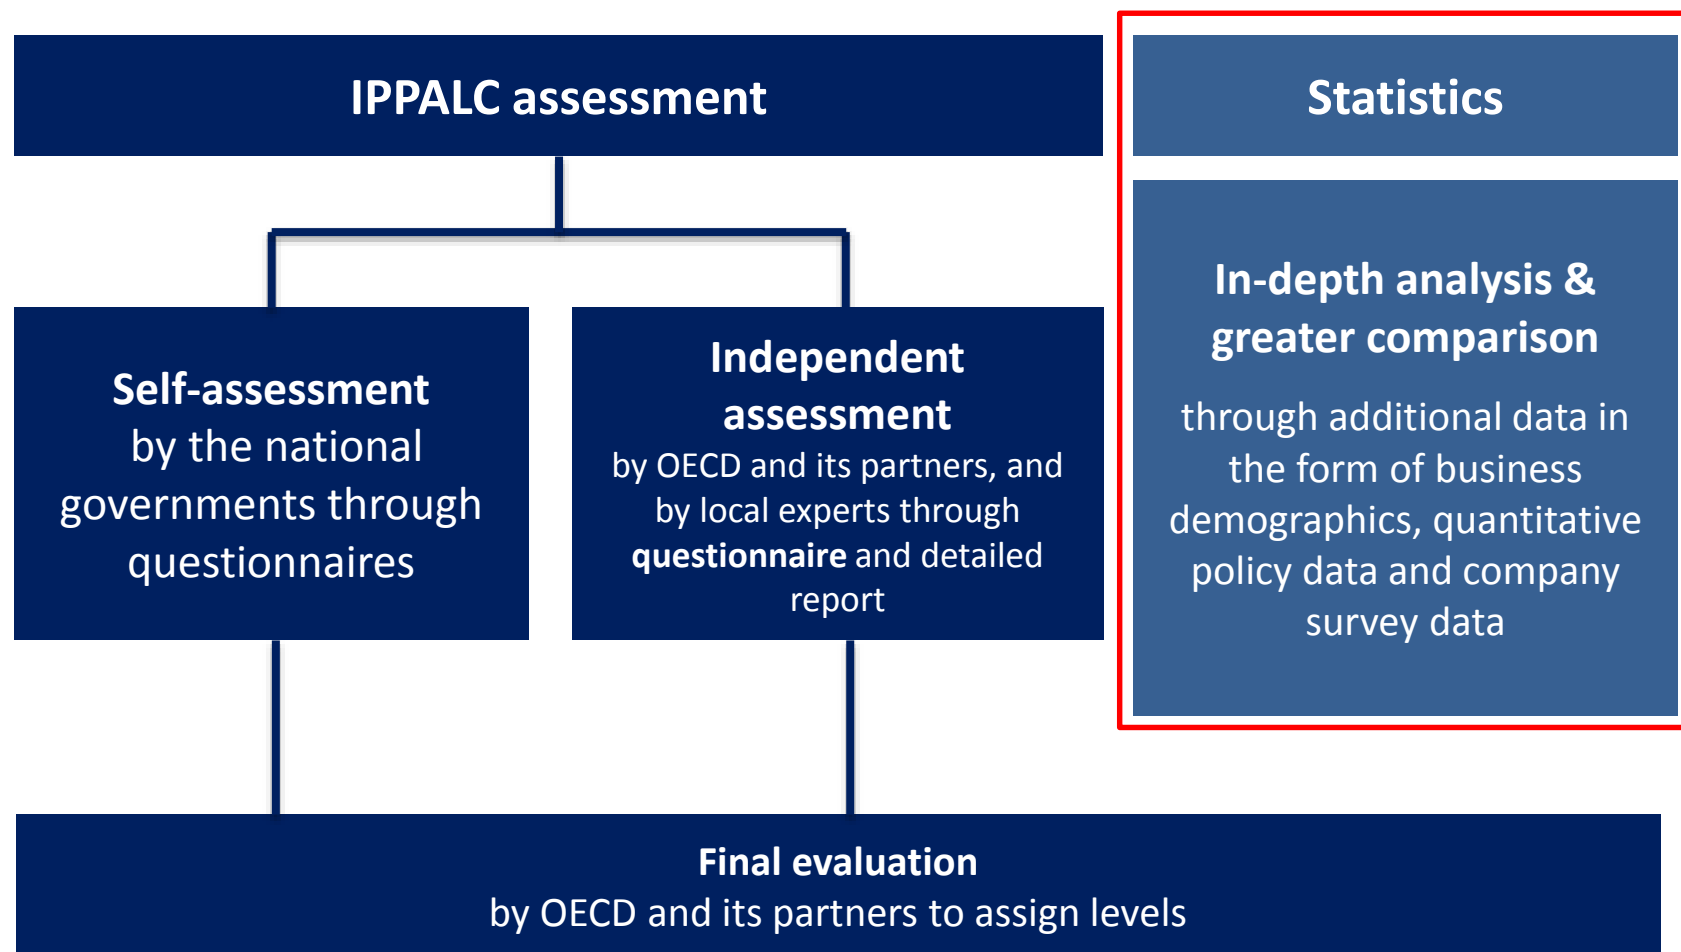 IPPALC assessment
Statistics
Self-assessment
by the national
governments through
questionnaires
Independent
assessment
by OECD and its partners, and
by local experts through
questionnaire and detailed
report
In-depth analysis &
greater comparison
through additional data in
the form of business
demographics, quantitative
policy data and company
survey data
Final evaluation
by OECD and its partners to assign levels